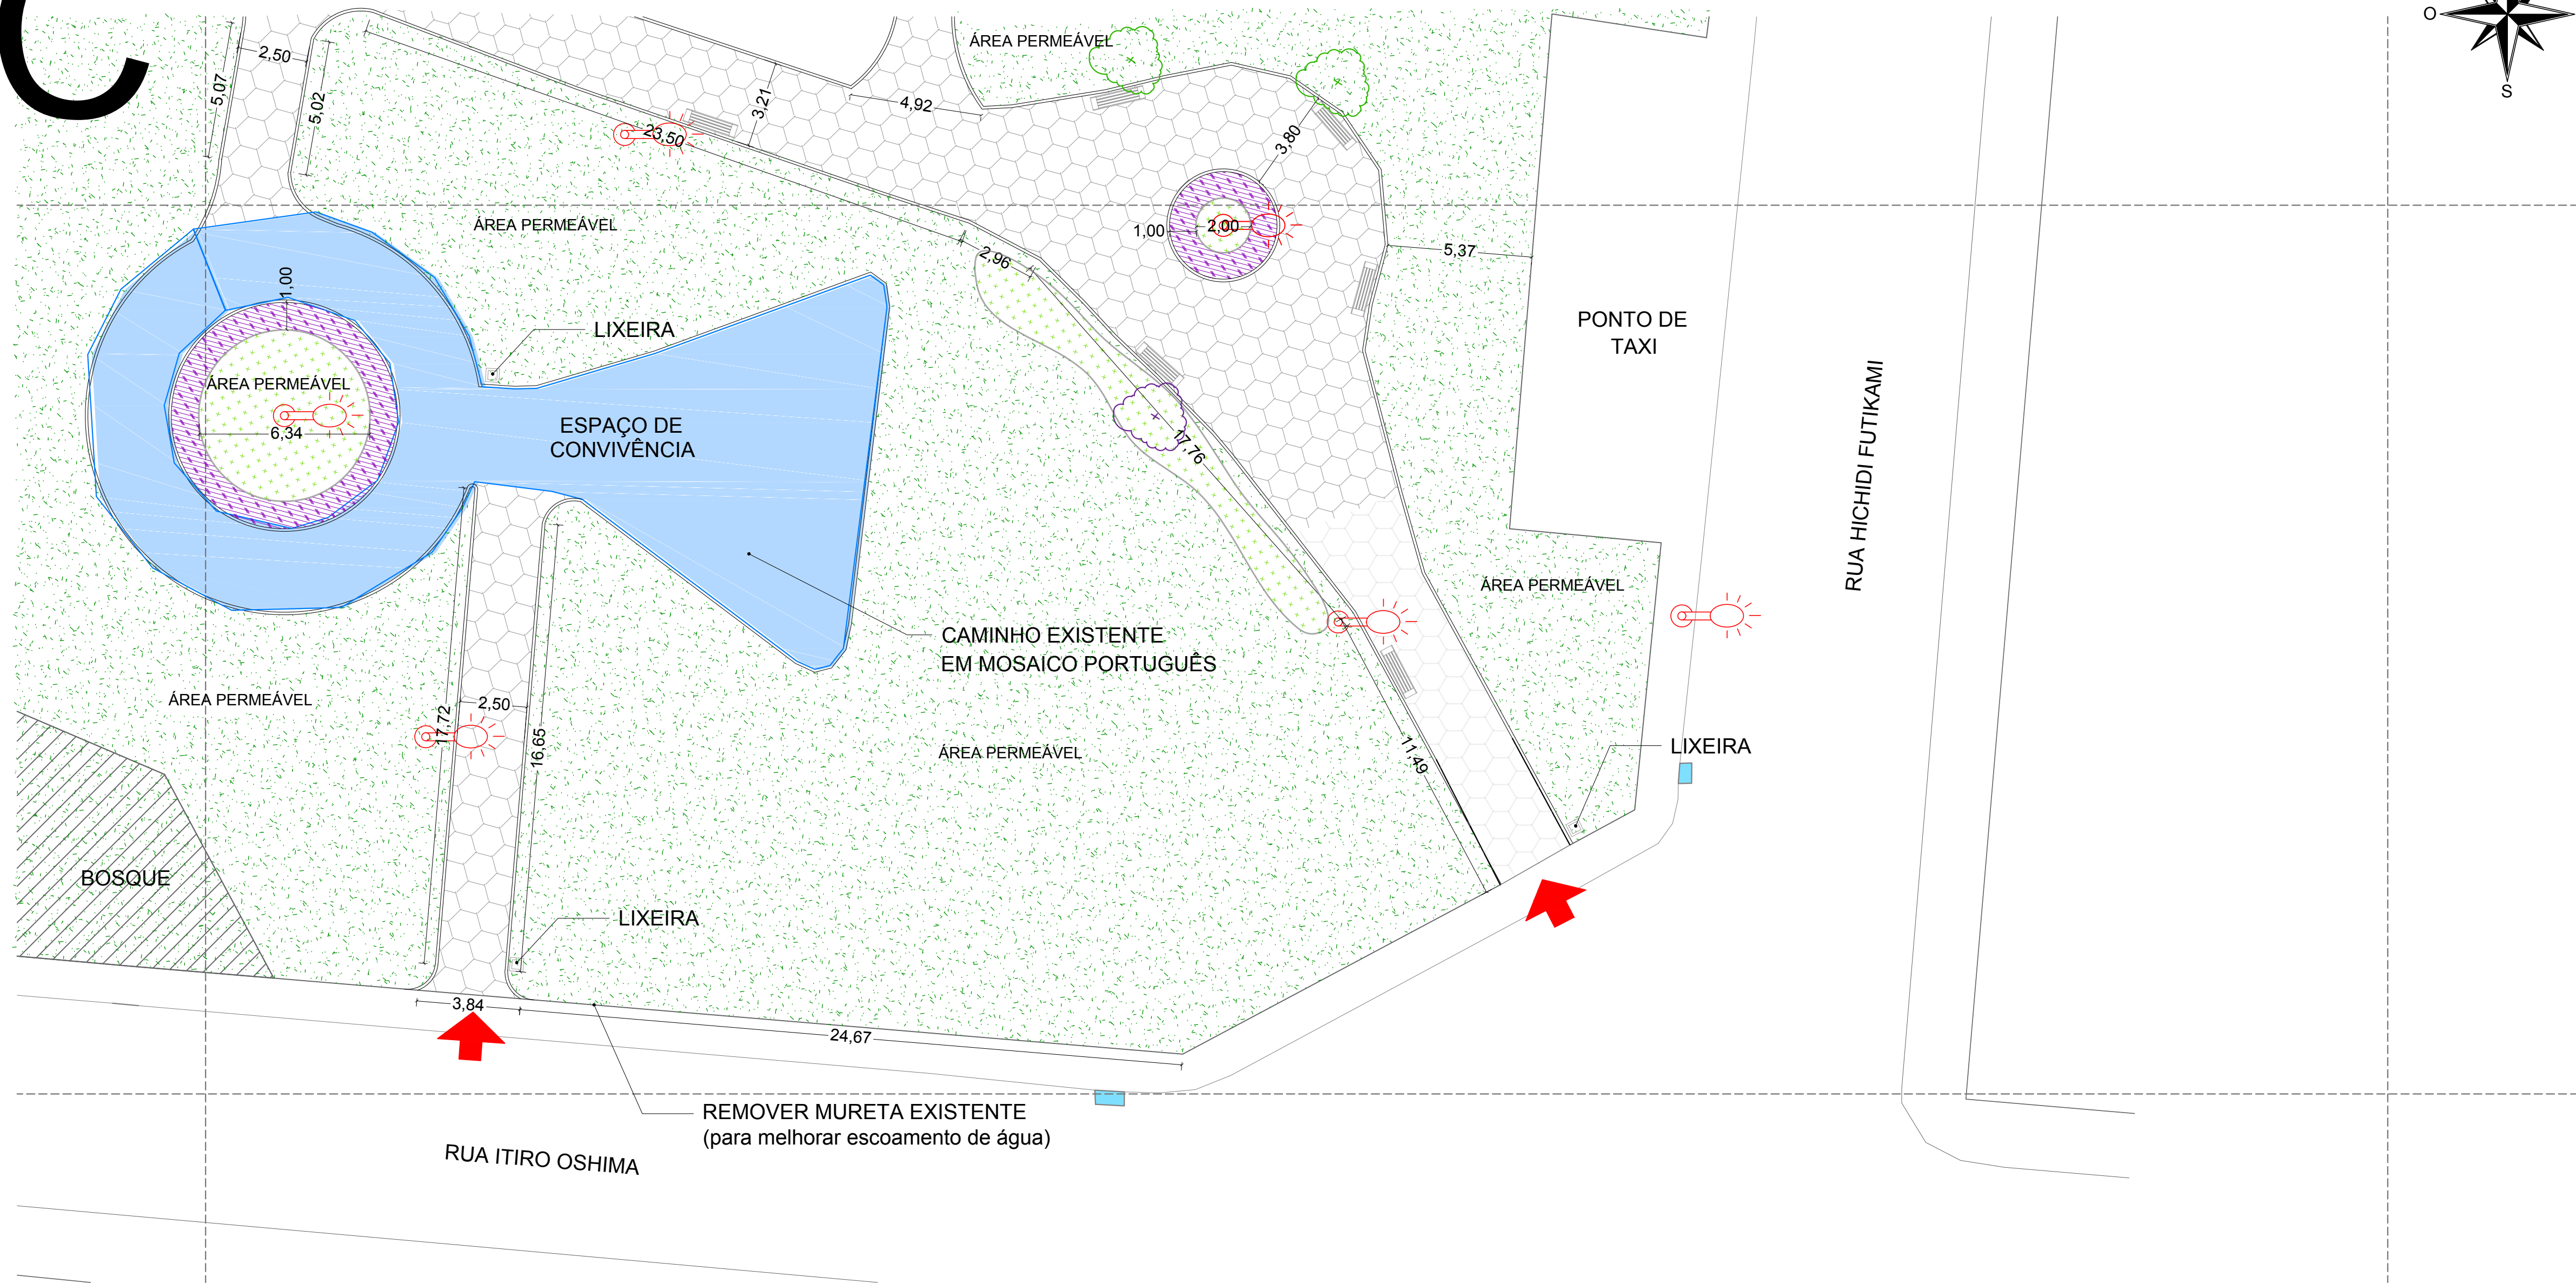 C
O
S
ÁREA PERMEÁVEL
2,50
5,07
5,02
3,21
4,92
23,50
3,80
ÁREA PERMEÁVEL
1,00
2,00
2,96
5,37
1,00
LIXEIRA
PONTO DE
TAXI
ÁREA PERMEÁVEL
6,34
ESPAÇO DE
CONVIVÊNCIA
17,76
RUA HICHIDI FUTIKAMI
ÁREA PERMEÁVEL
CAMINHO EXISTENTE
EM MOSAICO PORTUGUÊS
ÁREA PERMEÁVEL
2,50
17,72
16,65
ÁREA PERMEÁVEL
11,49
LIXEIRA
BOSQUE
LIXEIRA
3,84
24,67
REMOVER MURETA EXISTENTE
(para melhorar escoamento de água)
RUA ITIRO OSHIMA